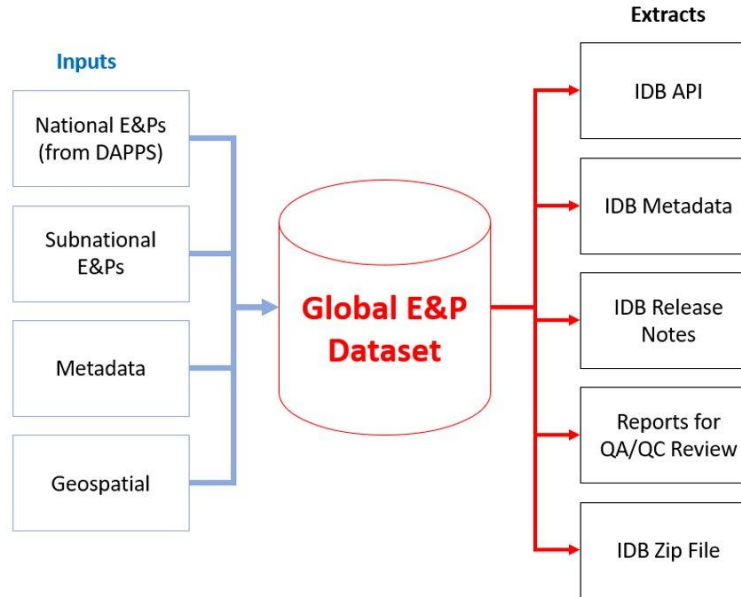 Inputs
National E&Ps
(from DAPPS)
Subnational
E&Ps
Metadata
Geospatial
Global E&P
Dataset
Extracts
IDB API
IDB Metadata
IDB Release
Notes
Reports for
QA/QC Review
IDB Zip File